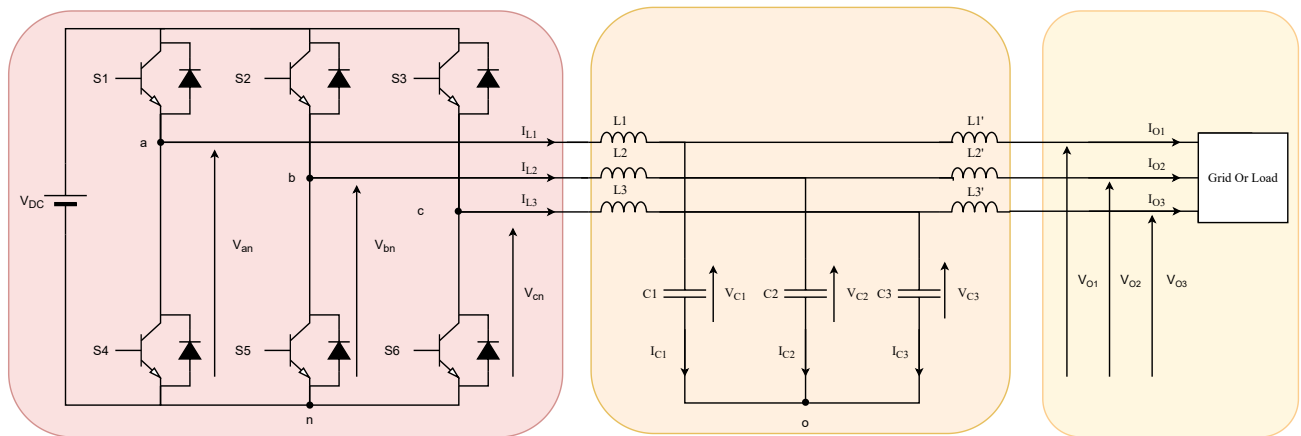 S1
S2
S3
a
b
c
V_DC
I_L1
I_L2
I_L3
V_an
V_bn
V_cn
S4
S5
S6
n
L1
L2
L3
L1'
L2'
L3'
C1
C2
C3
V_C1
V_C2
V_C3
I_C1
I_C2
I_C3
o
I_O1
I_O2
I_O3
Grid Or Load
V_O1
V_O2
V_O3